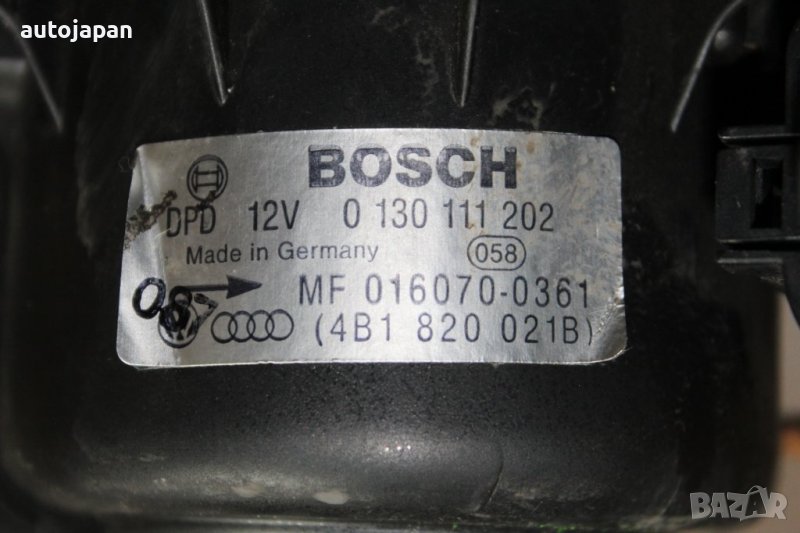 autojapan
BOSCH
DPD 12V 0 130 111 202
Made in Germany 058
MF 016070-0361
(4B1 820 021B)
BAZAR